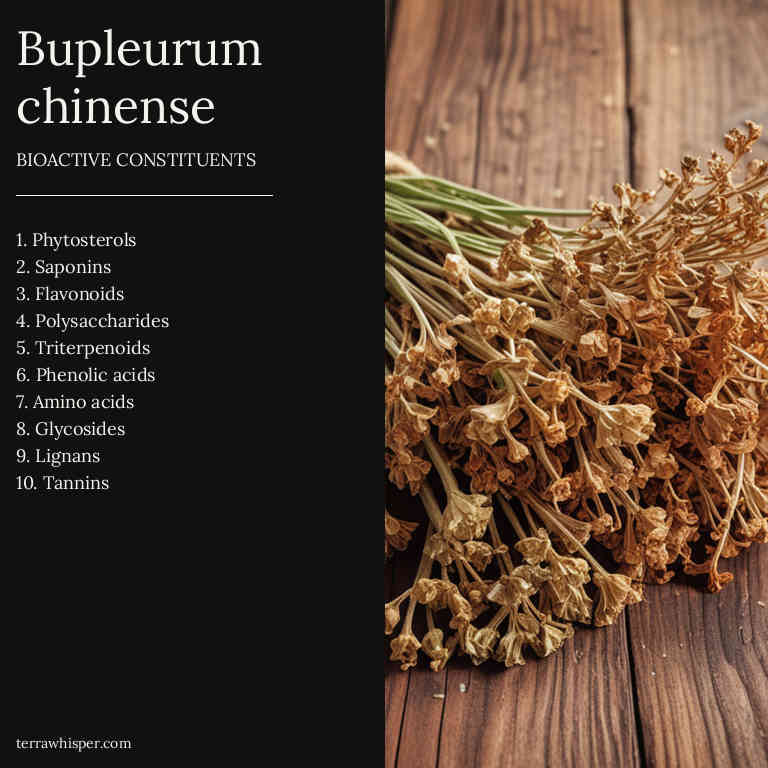 Bupleurum
chinense
BIOACTIVE CONSTITUENTS
1. Phytosterols
2. Saponins
3. Flavonoids
4. Polysaccharides
5. Triterpenoids
6. Phenolic acids
7. Amino acids
8. Glycosides
9. Lignans
10. Tannins
terrawhisper.com